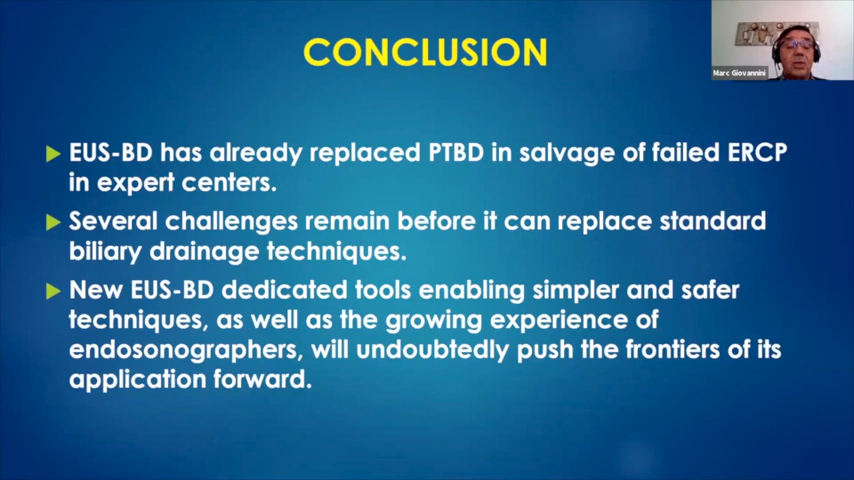 CONCLUSION
Marc Giovannini
EUS-BD has already replaced PTBD in salvage of failed ERCP
in expert centers.
Several challenges remain before it can replace standard
biliary drainage techniques.
New EUS-BD dedicated tools enabling simpler and safer
techniques, as well as the growing experience of
endosonographers, will undoubtedly push the frontiers of its
application forward.